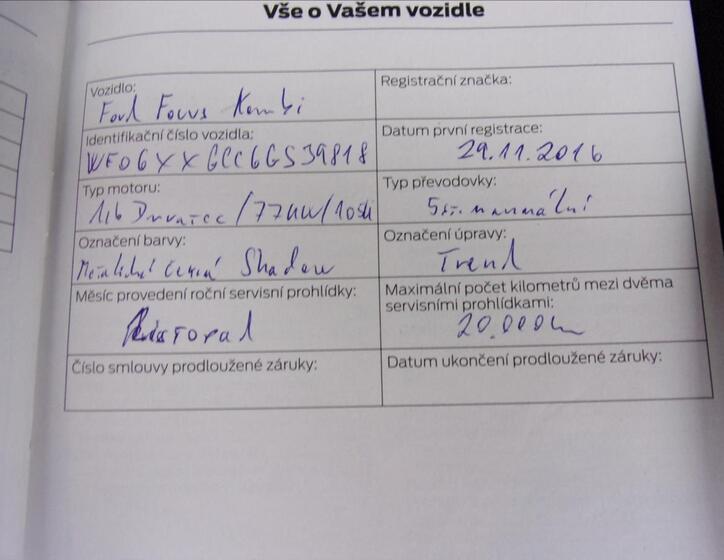 Vše o Vašem vozidle
Vozidlo:
Ford Focus Kombi
Registrační značka:
Identifikační číslo vozidla:
WF06XXGCC6GS39818
Datum první registrace:
29.11.2016
Typ motoru:
1,6 Duratec /77kW/105k
Typ převodovky:
5st. manuální
Označení barvy:
Metalická černá Shadow
Označení úpravy:
Trend
Měsíc provedení roční servisní prohlídky:
Listopad
Maximální počet kilometrů mezi dvěma
servisními prohlídkami:
20.000km
Číslo smlouvy prodloužené záruky:
Datum ukončení prodloužené záruky: